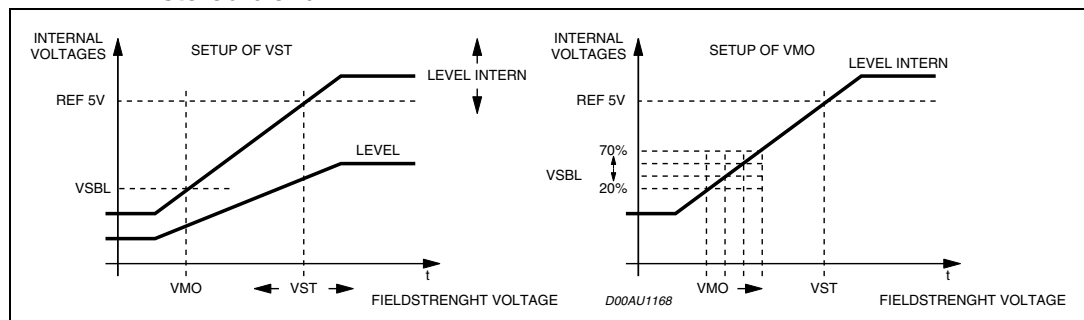 INTERNAL
VOLTAGES
SETUP OF VST
LEVEL INTERN
REF 5V
LEVEL
VSBL
t
VMO
VST
FIELDSTRENGHT VOLTAGE
INTERNAL
VOLTAGES
SETUP OF VMO
LEVEL INTERN
REF 5V
70%
VSBL
20%
t
VMO
VST
D00AU1168
FIELDSTRENGHT VOLTAGE